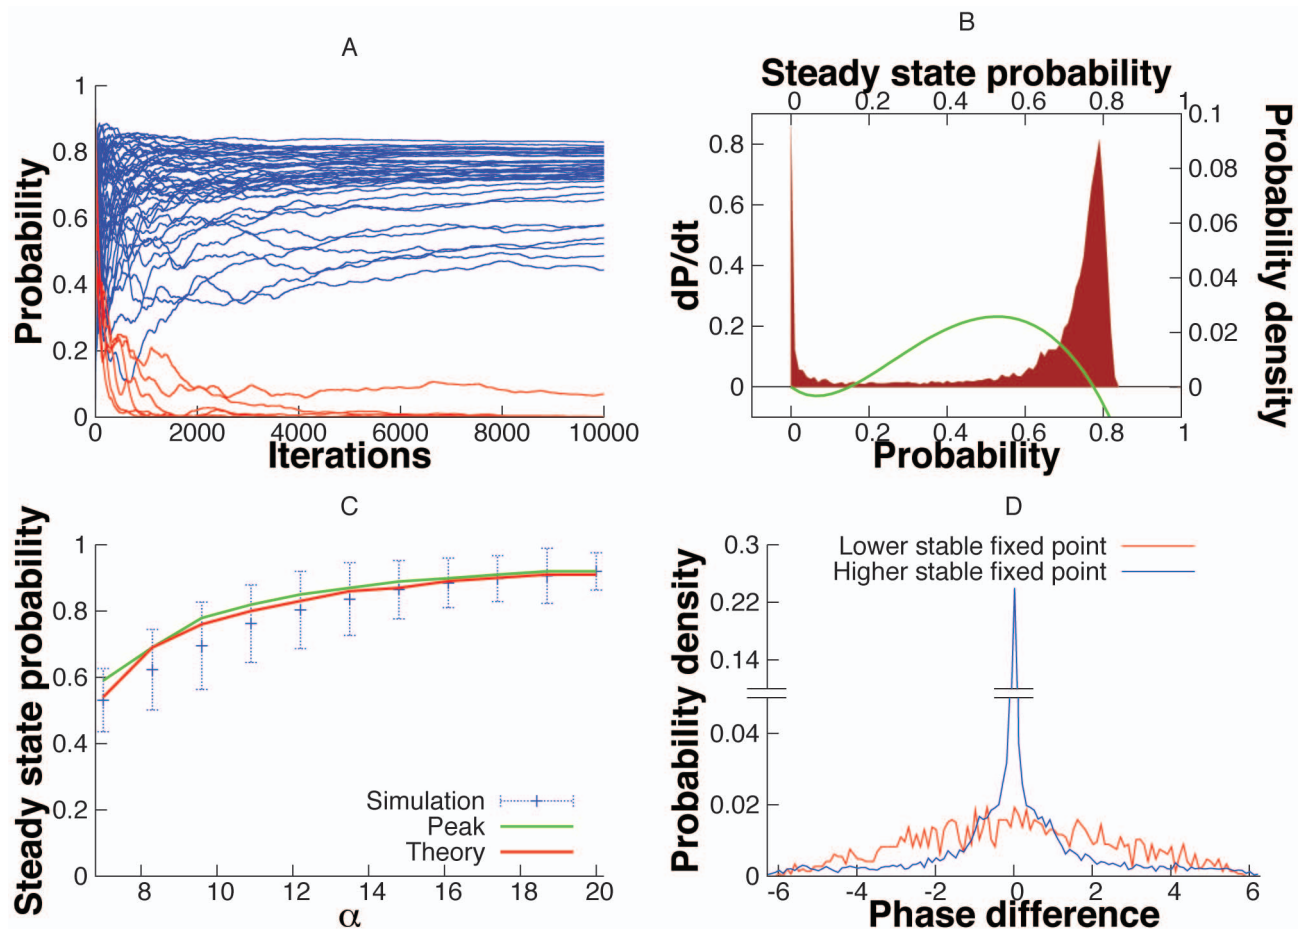 A
1
0.8
0.6
0.4
0.2
0
Probability
0 2000 4000 6000 8000 10000
Iterations
B
Steady state probability
0 0.2 0.4 0.6 0.8 1
0.8
0.6
0.4
0.2
0
dP/dt
0.1
0.08
0.06
0.04
0.02
0
Probability density
0 0.2 0.4 0.6 0.8 1
Probability
C
1
0.8
0.6
0.4
0.2
0
Steady state probability
Simulation
Peak
Theory
8 10 12 14 16 18 20
α
D
Lower stable fixed point
Higher stable fixed point
0.3
0.22
0.14
0.04
0.02
0
Probability density
-6 -4 -2 0 2 4 6
Phase difference